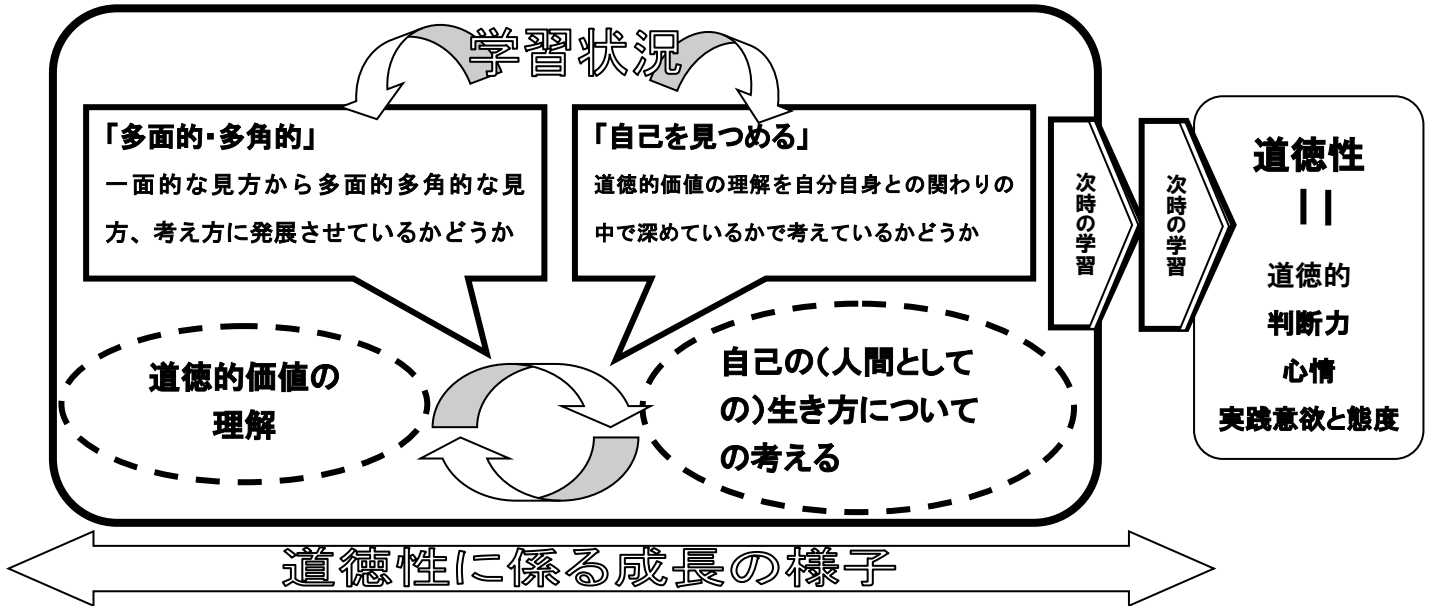 学習状況
「多面的・多角的」
一面的な見方から多面的多角的な見
方、考え方に発展させているかどうか
「自己を見つめる」
道徳的価値の理解を自分自身との関わりの
中で深めているかで考えているかどうか
道徳的価値の
理解
自己の(人間として
の)生き方について
の考える
次時の学習
次時の学習
道徳性
＝
道徳的
判断力
心情
実践意欲と態度
道徳性に係る成長の様子